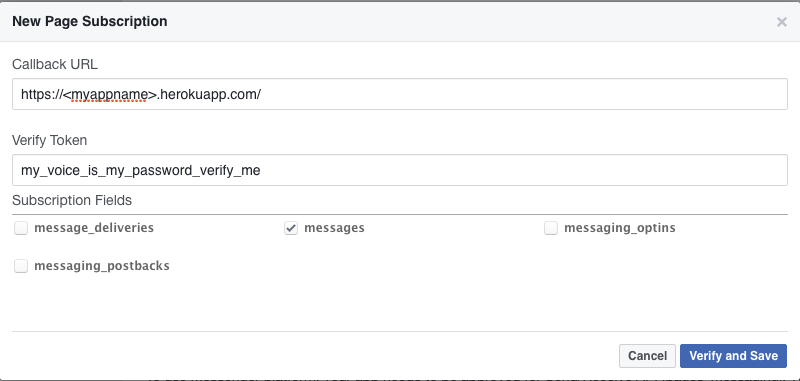 New Page Subscription
×
Callback URL
https://<myappname>.herokuapp.com/
Verify Token
my_voice_is_my_password_verify_me
Subscription Fields
message_deliveries messages messaging_optins
messaging_postbacks
Cancel Verify and Save